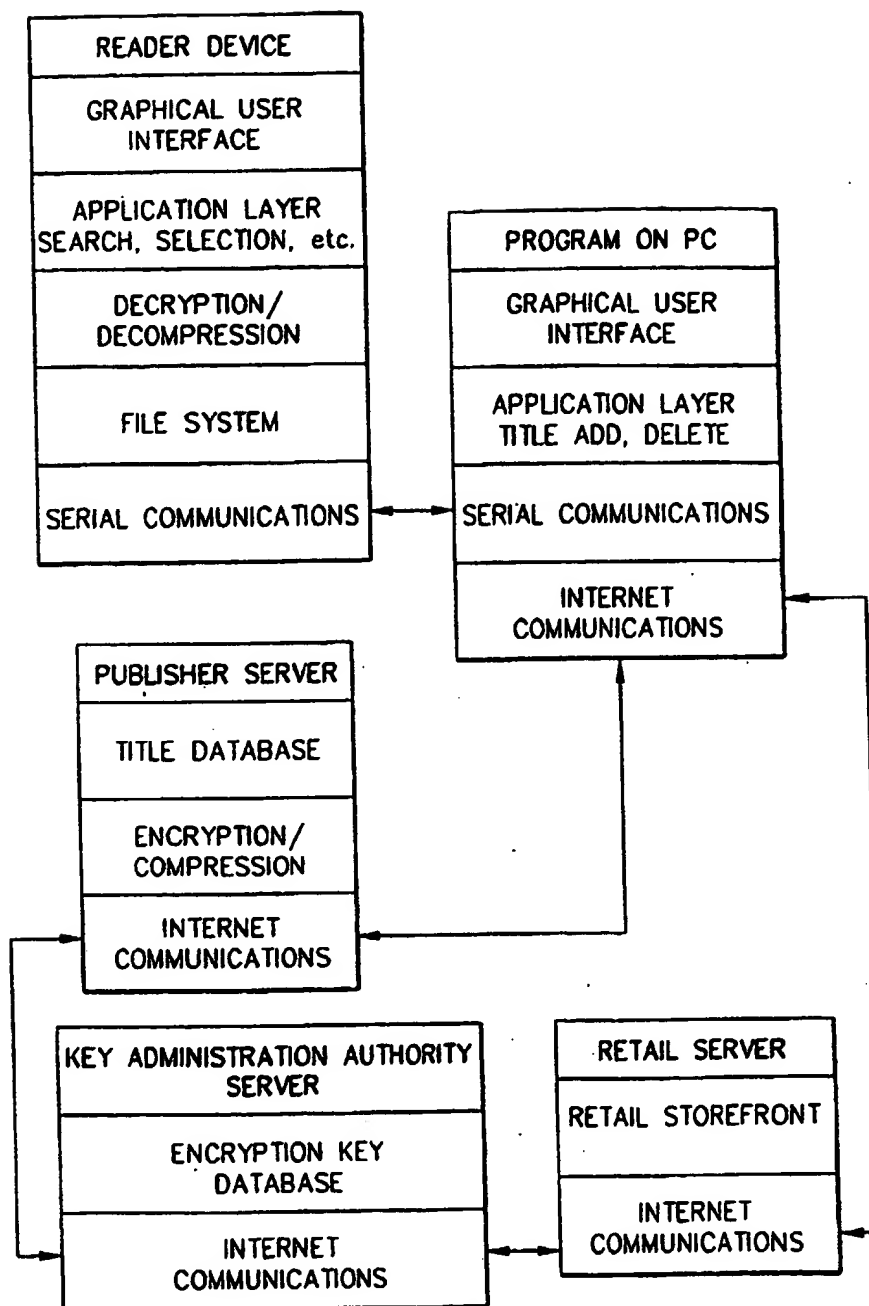 READER DEVICE
GRAPHICAL USER
INTERFACE
APPLICATION LAYER
SEARCH, SELECTION, etc.
DECRYPTION/
DECOMPRESSION
FILE SYSTEM
SERIAL COMMUNICATIONS
PROGRAM ON PC
GRAPHICAL USER
INTERFACE
APPLICATION LAYER
TITLE ADD, DELETE
SERIAL COMMUNICATIONS
INTERNET
COMMUNICATIONS
PUBLISHER SERVER
TITLE DATABASE
ENCRYPTION/
COMPRESSION
INTERNET
COMMUNICATIONS
KEY ADMINISTRATION AUTHORITY
SERVER
ENCRYPTION KEY
DATABASE
INTERNET
COMMUNICATIONS
RETAIL SERVER
RETAIL STOREFRONT
INTERNET
COMMUNICATIONS